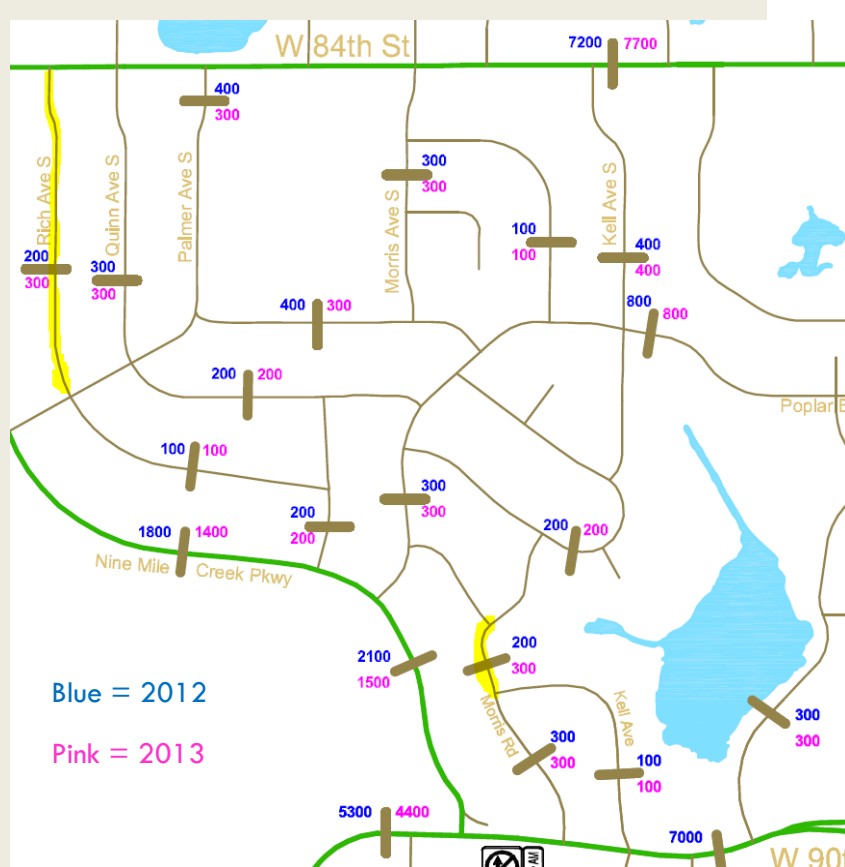 W 84th St
7200 7700
400
300
Rich Ave S
Quinn Ave S
Palmer Ave S
Morris Ave S
Kell Ave S
300
300
100
100
400
400
200
300
300
300
400 300
800 800
200 200
Poplar
100 100
300
300
200
200
200 200
1800 1400
Nine Mile Creek Pkwy
2100
1500
200
300
Blue = 2012
Pink = 2013
Morris Rd
Kell Ave
300
300
300
300
100
100
5300 4400
7000
W 90t